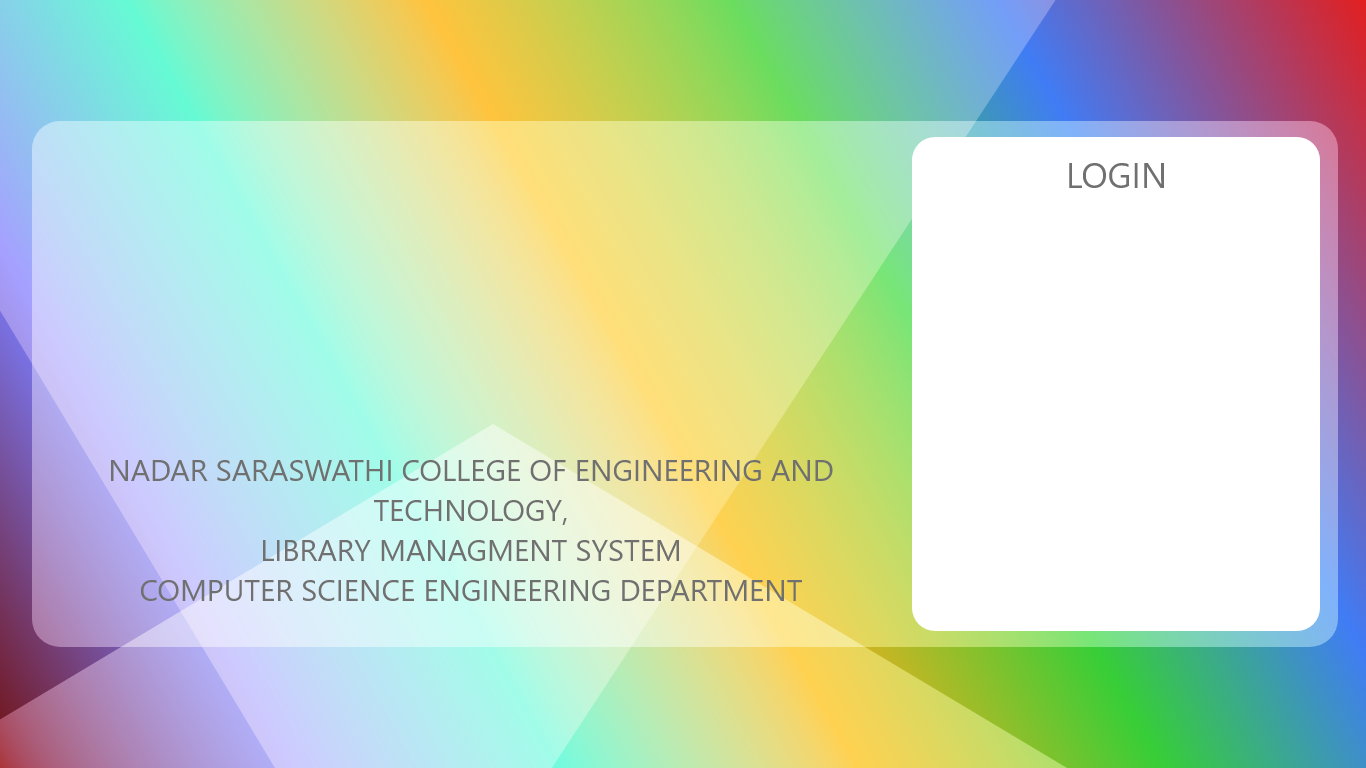 LOGIN
NADAR SARASWATHI COLLEGE OF ENGINEERING AND
TECHNOLOGY,
LIBRARY MANAGMENT SYSTEM
COMPUTER SCIENCE ENGINEERING DEPARTMENT